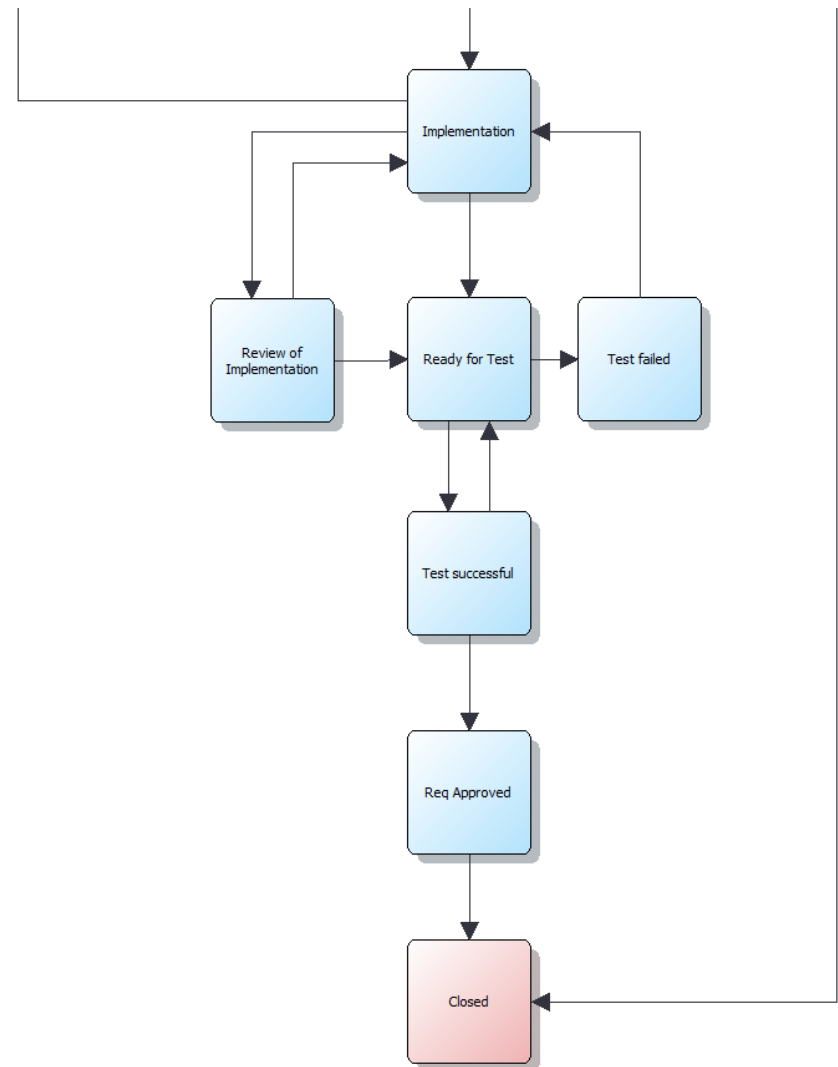 Implementation
Review of
Implementation
Ready for Test
Test failed
Test successful
Req Approved
Closed